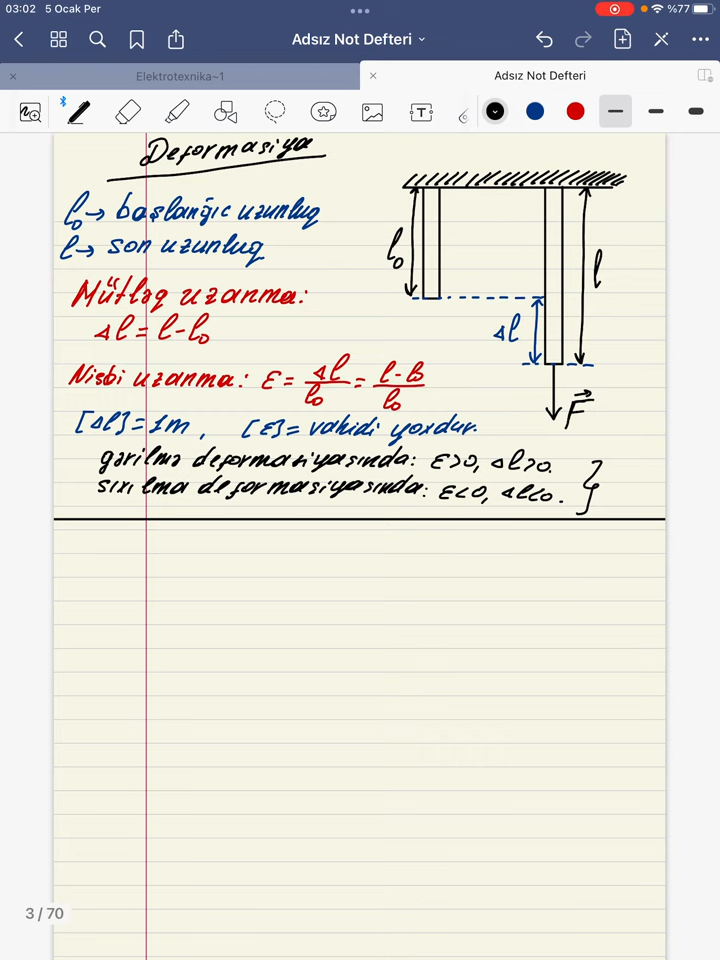 03:02 5 Ocak Per
%77
Adsız Not Defteri
Elektrotexnika~1
Adsız Not Defteri
T
Deformasiya
l₀→ başlanğıc uzunluq
l→ son uzunluq
Mütləq uzanma:
Δl = l - l₀
Nisbi uzanma: ε = Δl/l₀ = l - l₀/l₀
[Δl] = 1m, [ε] = vahidi yoxdur.
gərilmə deformasiyasında: ε>0, Δl>0.
sıxılma deformasiyasında: ε<0, Δl<0.
l₀
l
Δl
F⃗
3 / 70